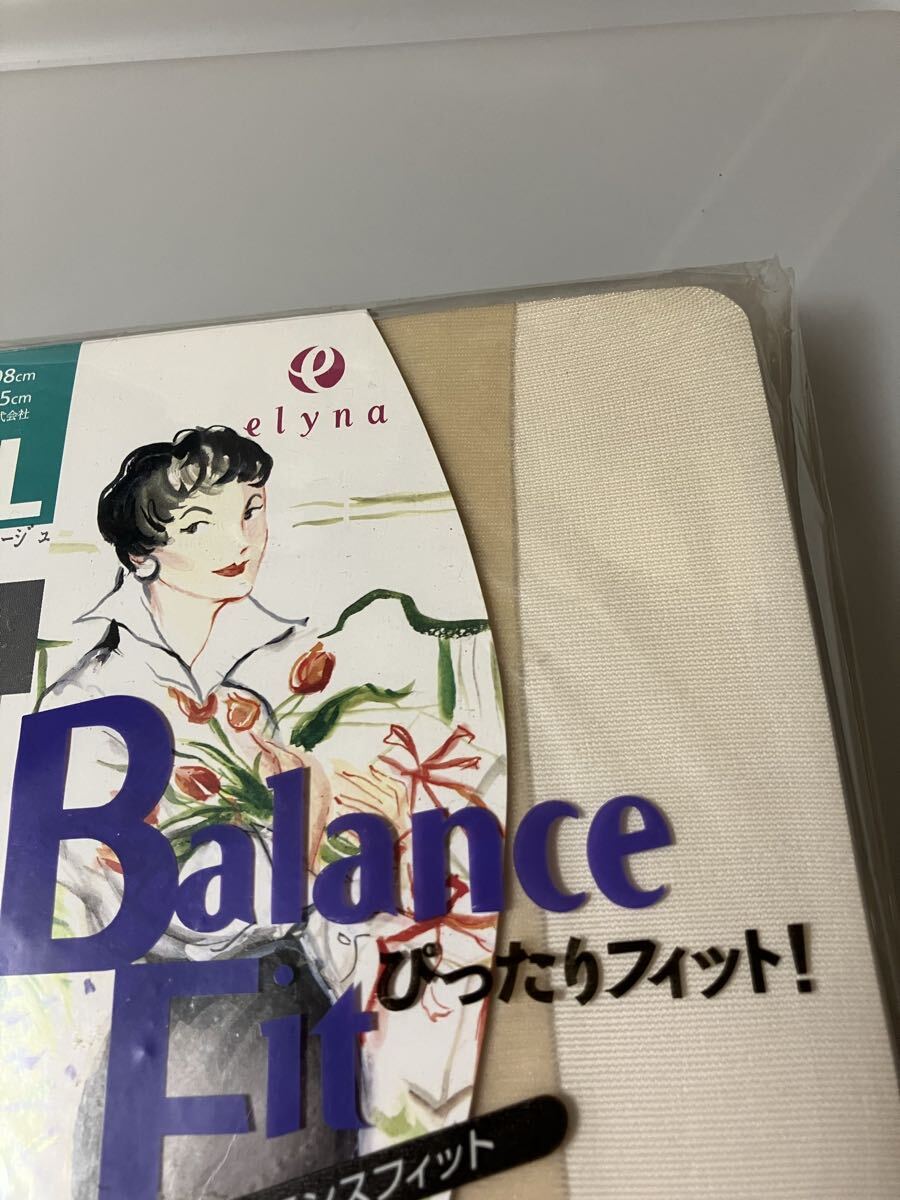 98cm
5cm
式会社
L
ージュ
elyna
Balance
Fit
ぴったりフィット!
ンスフィット